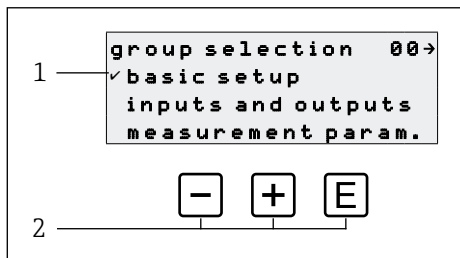 group selection 00→
1 ✓basic setup
inputs and outputs
measurement param.
- + E
2